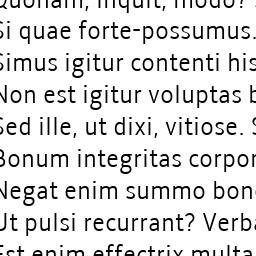 Quonam, inquit, modo?
Si quae forte-possumus.
Simus igitur contenti his
Non est igitur voluptas b
Sed ille, ut dixi, vitiose. S
Bonum integritas corpor
Negat enim summo bon
Ut pulsi recurrant? Verba
Est enim effectrix multa